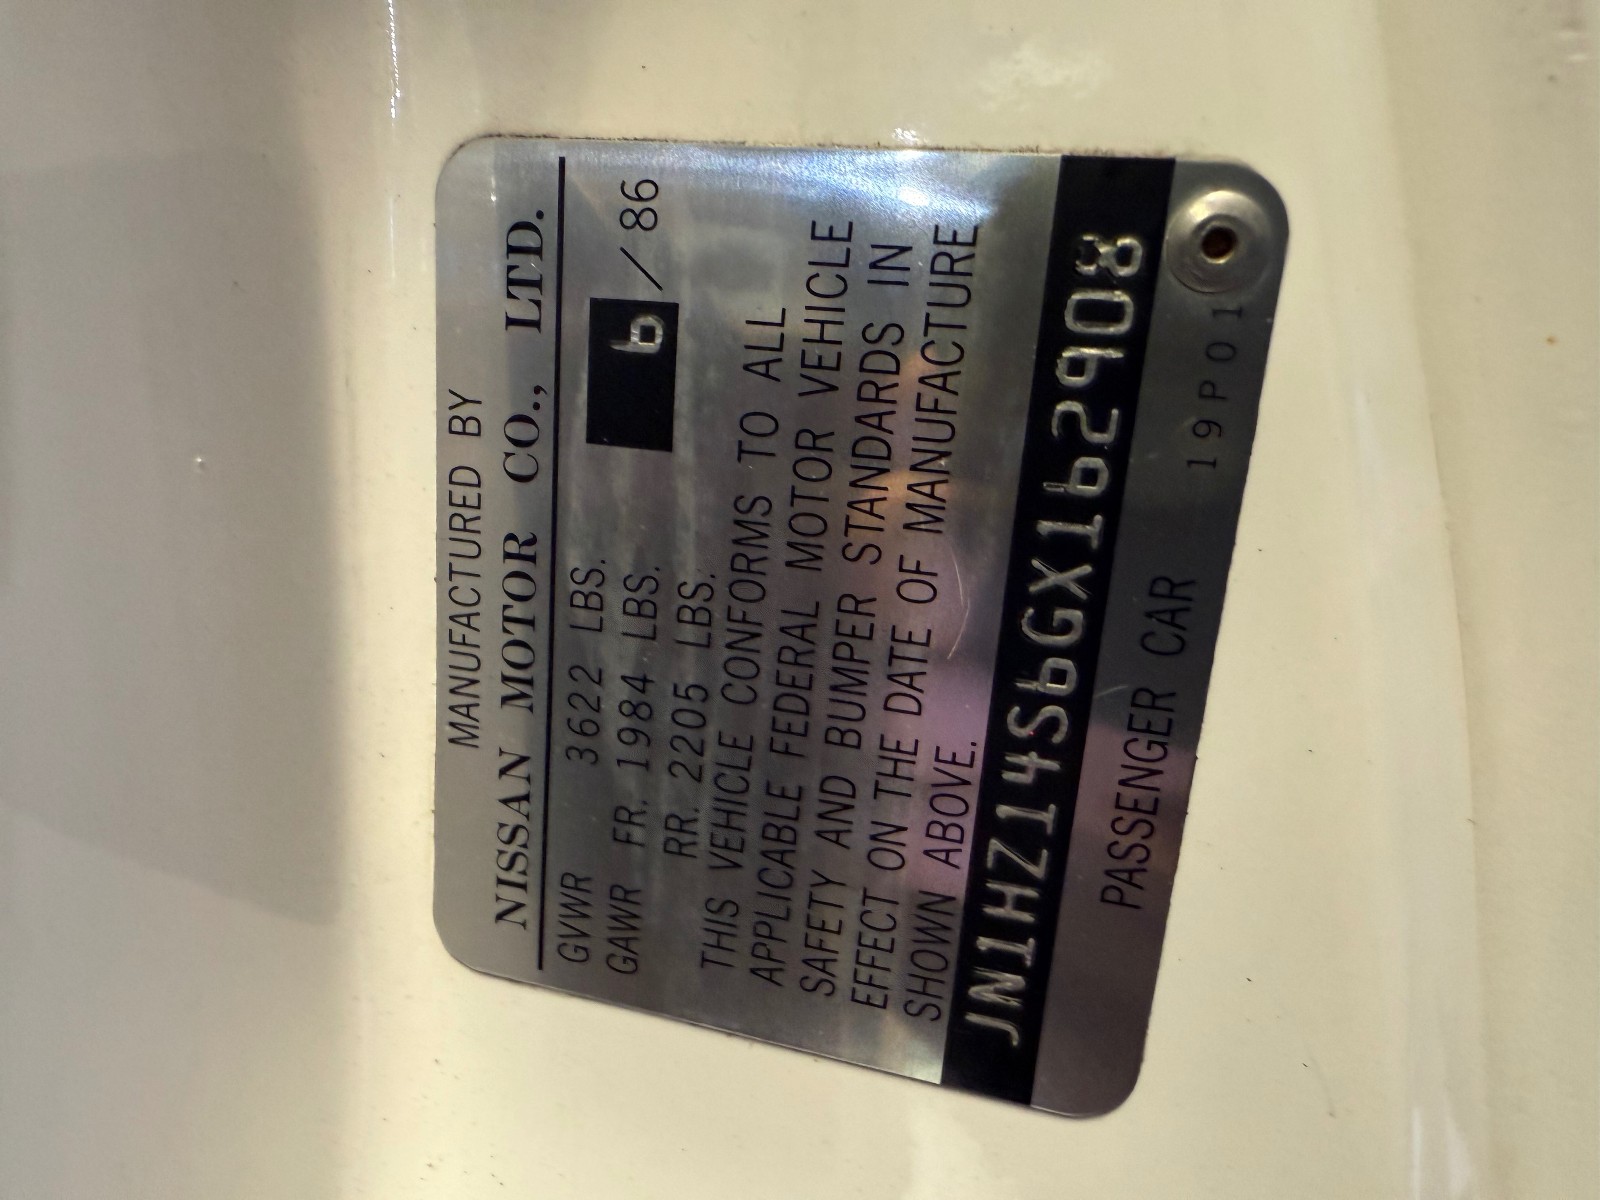 MANUFACTURED BY
NISSAN MOTOR CO., LTD.
6 / 86
GVWR 3622 LBS.
GAWR FR. 1984 LBS.
RR. 2205 LBS.
THIS VEHICLE CONFORMS TO ALL
APPLICABLE FEDERAL MOTOR VEHICLE
SAFETY AND BUMPER STANDARDS IN
EFFECT ON THE DATE OF MANUFACTURE
SHOWN ABOVE.
JN1HZ14S6GX162908
PASSENGER CAR 19P01